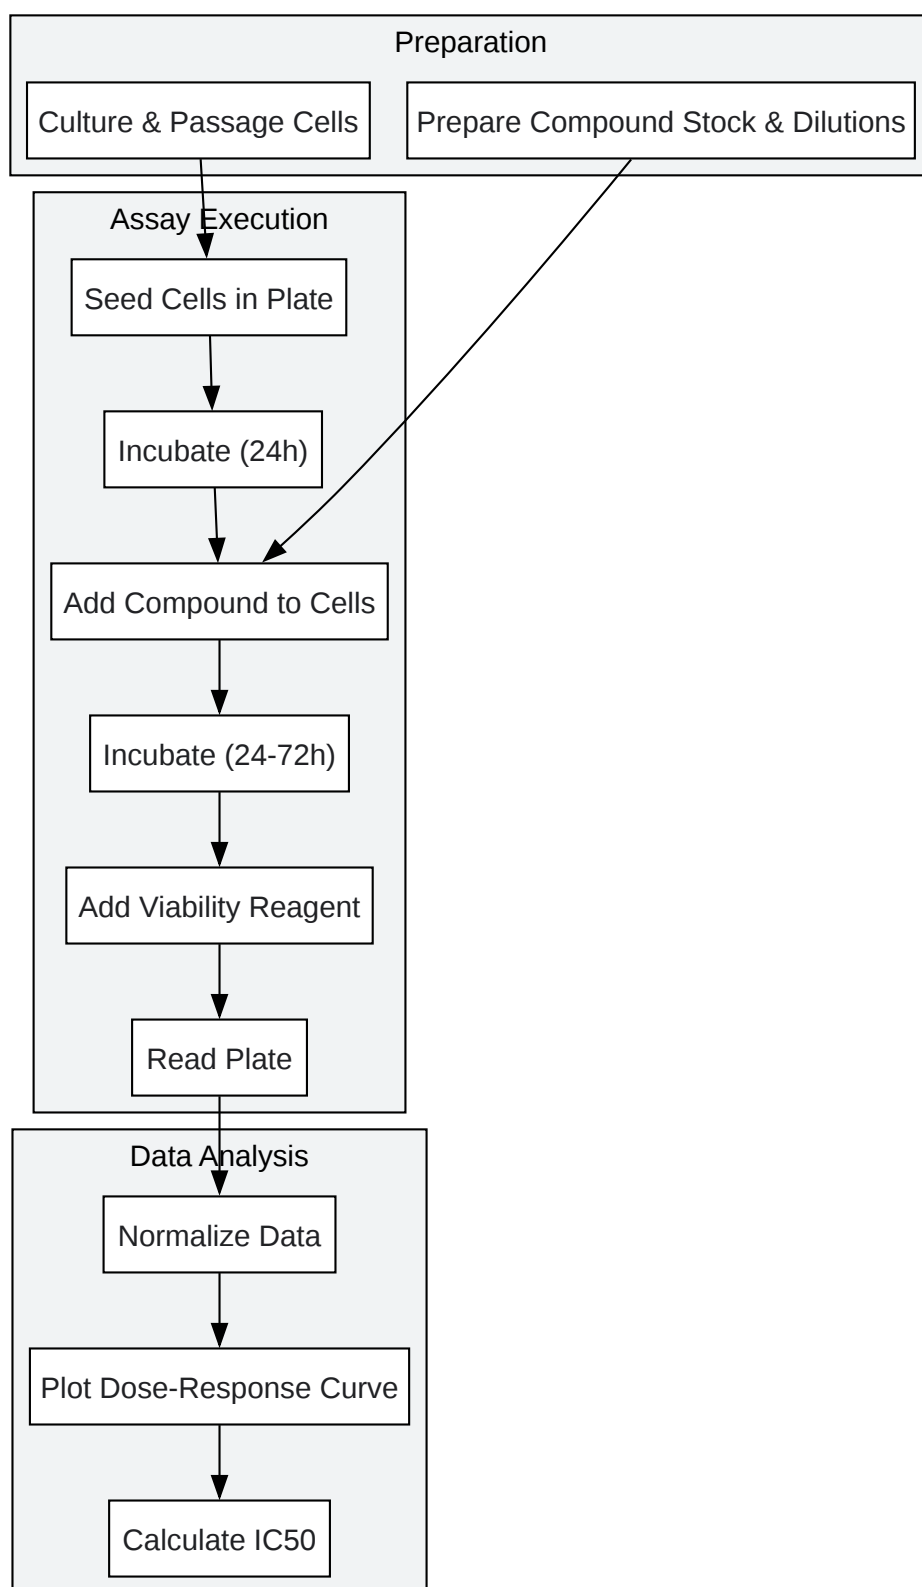 Preparation
Culture & Passage Cells
Prepare Compound Stock & Dilutions
Assay Execution
Seed Cells in Plate
Incubate (24h)
Add Compound to Cells
Incubate (24-72h)
Add Viability Reagent
Read Plate
Data Analysis
Normalize Data
Plot Dose-Response Curve
Calculate IC50